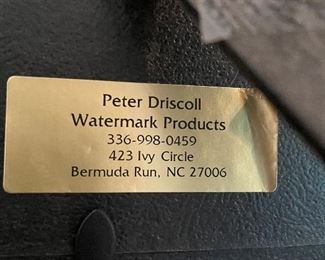 Peter Driscoll
Watermark Products
336-998-0459
423 Ivy Circle
Bermuda Run, NC 27006